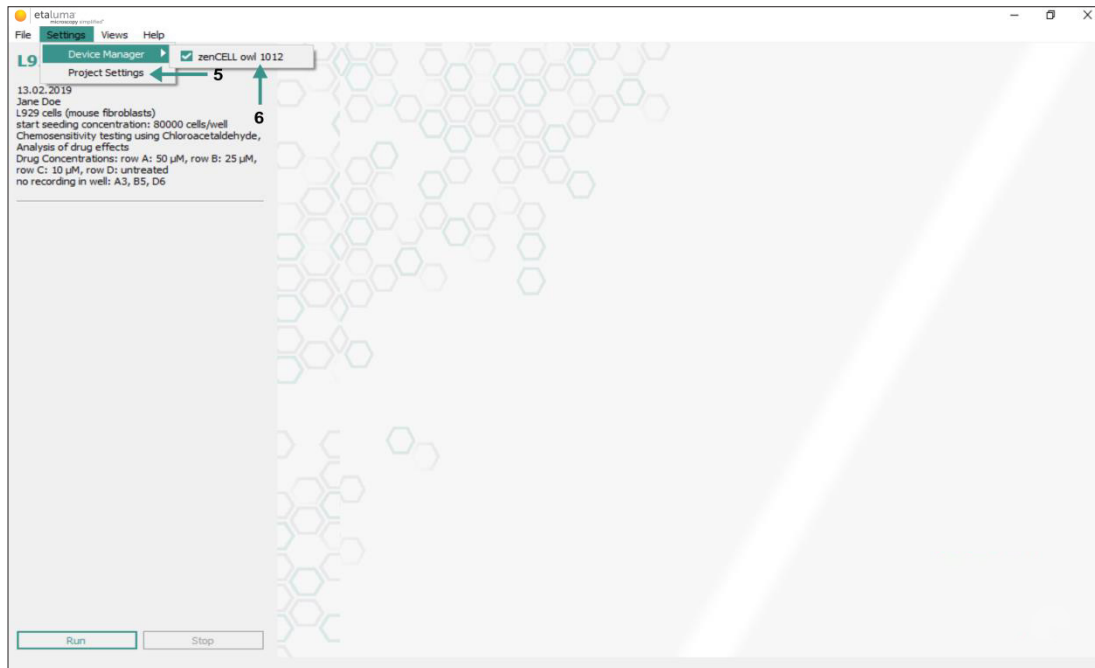 etaluma
microscopy simplified
File Settings Views Help
L9
Device Manager
zenCELL owl 1012
Project Settings
5
6
13.02.2019
Jane Doe
L929 cells (mouse fibroblasts)
start seeding concentration: 80000 cells/well
Chemosensitivity testing using Chloroacetaldehyde,
Analysis of drug effects
Drug Concentrations: row A: 50 µM, row B: 25 µM,
row C: 10 µM, row D: untreated
no recording in well: A3, B5, D6
Run Stop